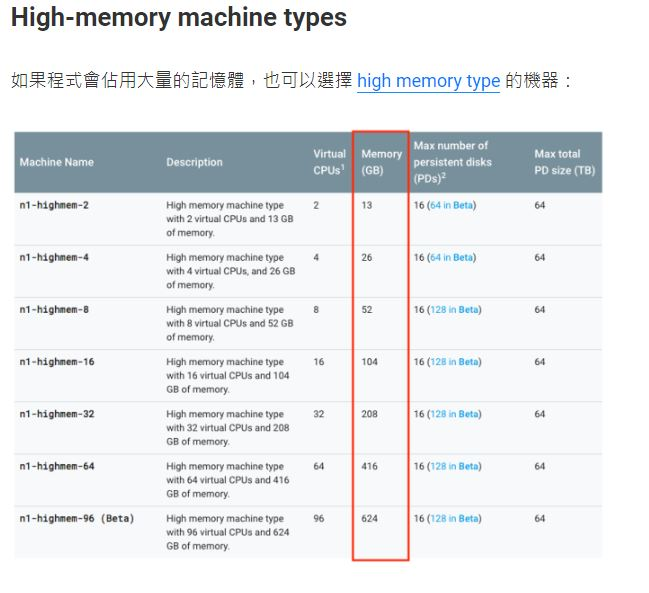 High-memory machine types
如果程式會佔用大量的記憶體，也可以選擇 high memory type 的機器：
Machine Name Description Virtual CPUs¹ Memory (GB) Max number of persistent disks (PDs)² Max total PD size (TB)
n1-highmem-2 High memory machine type with 2 virtual CPUs and 13 GB of memory. 2 13 16 (64 in Beta) 64
n1-highmem-4 High memory machine type with 4 virtual CPUs, and 26 GB of memory. 4 26 16 (64 in Beta) 64
n1-highmem-8 High memory machine type with 8 virtual CPUs and 52 GB of memory. 8 52 16 (128 in Beta) 64
n1-highmem-16 High memory machine type with 16 virtual CPUs and 104 GB of memory. 16 104 16 (128 in Beta) 64
n1-highmem-32 High memory machine type with 32 virtual CPUs and 208 GB of memory. 32 208 16 (128 in Beta) 64
n1-highmem-64 High memory machine type with 64 virtual CPUs and 416 GB of memory. 64 416 16 (128 in Beta) 64
n1-highmem-96 (Beta) High memory machine type with 96 virtual CPUs and 624 GB of memory. 96 624 16 (128 in Beta) 64